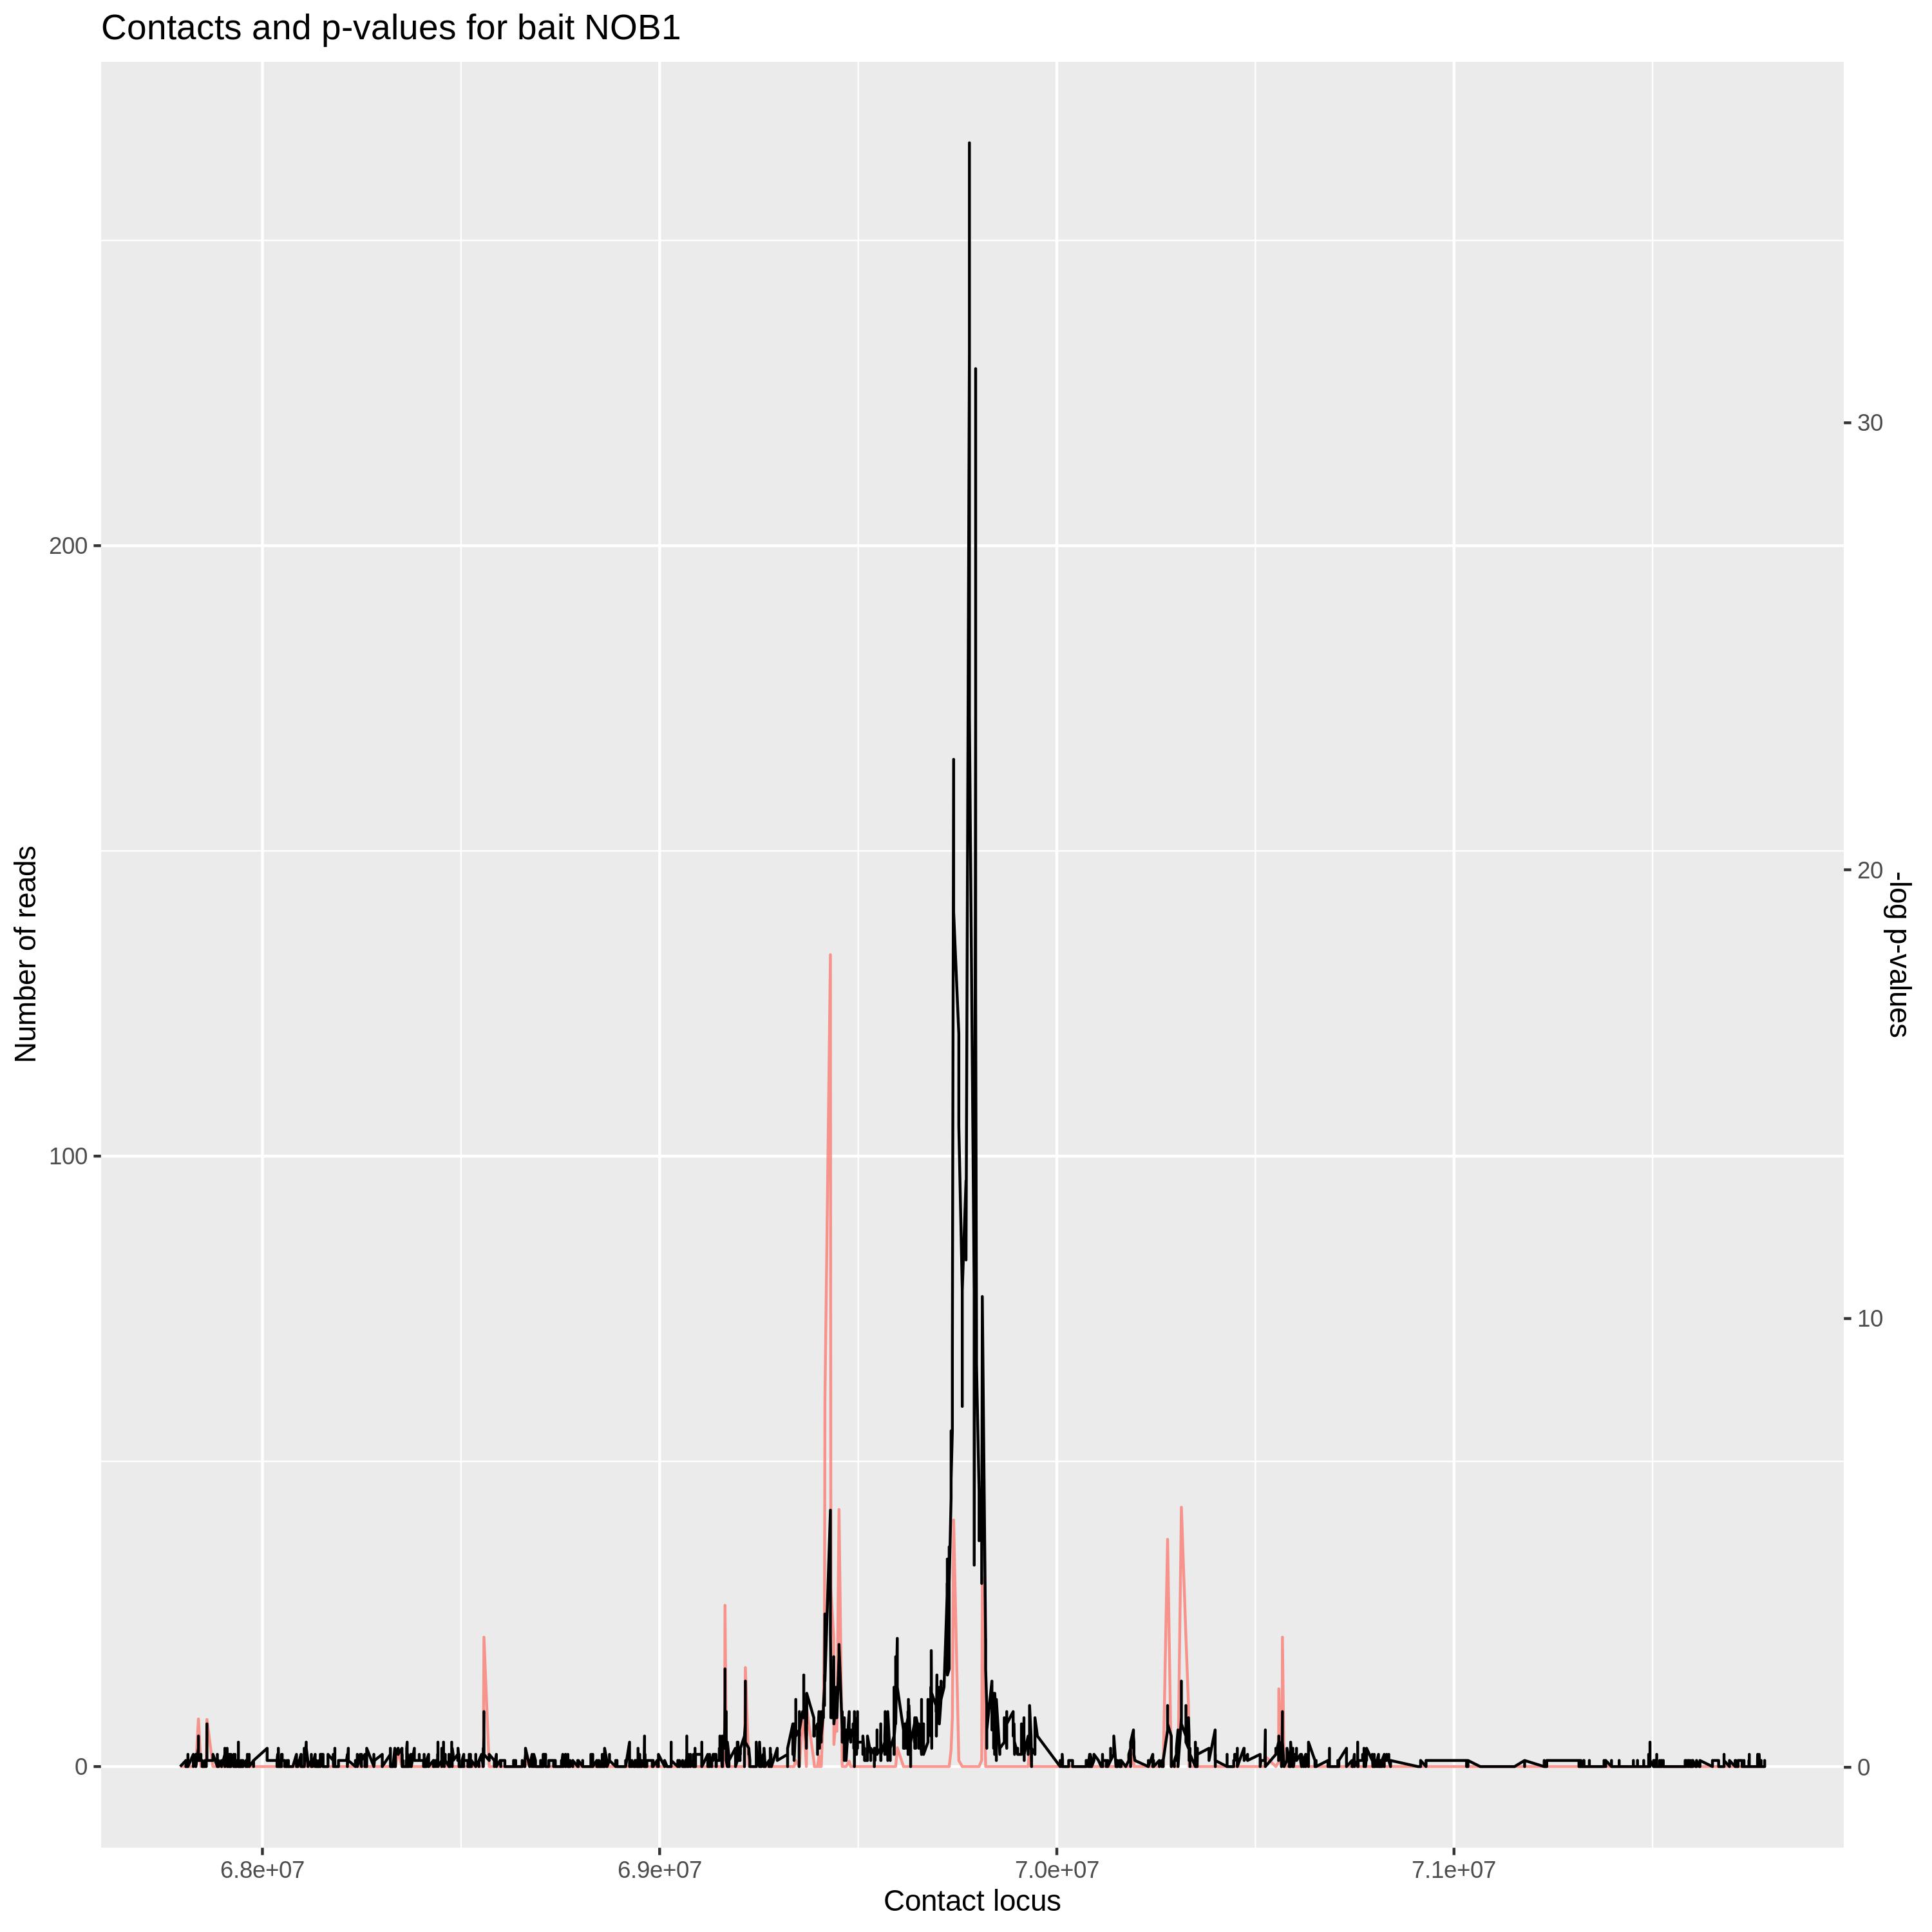 Contacts and p-values for bait NOB1
200
100
0
Number of reads
30
20
10
0
-log p-values
6.8e+07
6.9e+07
7.0e+07
7.1e+07
Contact locus